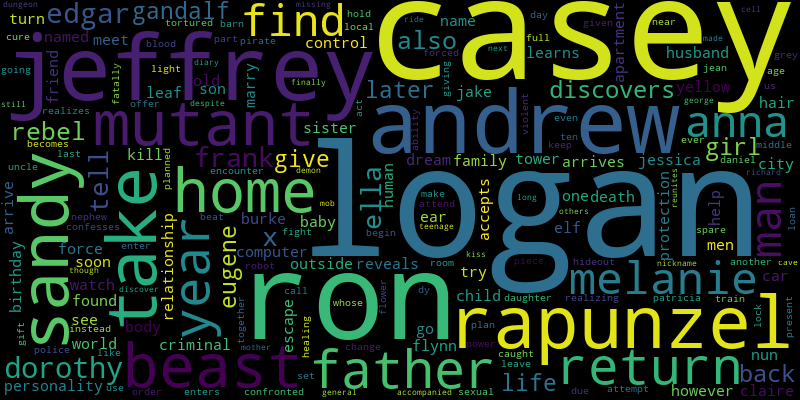 dungeon
edgar
gandalf
tortured
barn
find
hold
casey
ride
day
given
near
cell
missing
turn
cure
named
meet
blood
part
pirate
local
name
forced
next
full
made
grey
control
also
learns
apartment
husband
jean
age
going
friend
fatally
light
diary
giving
jeffrey
old
son
marry
act
later
jake
violent
discovers
yellow
us
still
realizes
leaf
offer
despite
finally
mutant
andrew
even
ten
keep
george
hair
anna
ever
middle
rebel
becomes
sister
ability
girl
daniel
city
uncle
last
tell
kill
planned
frank
give
dream
family
tower
arrives
jessica
death
sandy
take
encounter
demon
mob
home
logan
ella
human
make
attend
teenage
long
others
one
protection
reunites
help
man
richard
loan
arrive
nephew
confesses
beat
baby
accepts
ear
kiss
elf
spare
men
another
cave
birthday
force
enter
relationship
year
eugene
burke
fight
x
computer
begin
piece
hideout
nickname
soon
though
outside
reveals
room
try
melanie
car
watch
robot
ron
realizing
gift
found
see
instead
discover
body
escape
call
whose
flower
dy
child
daughter
patricia
train
lock
present
world
together
healing
go
rapunzel
plan
police
like
criminal
mother
change
flynn
power
caught
leave
nun
dorothy
beast
father
life
return
back
personality
use
order
enters
confronted
set
general
accompanied
sexual
due
attempt
however
claire